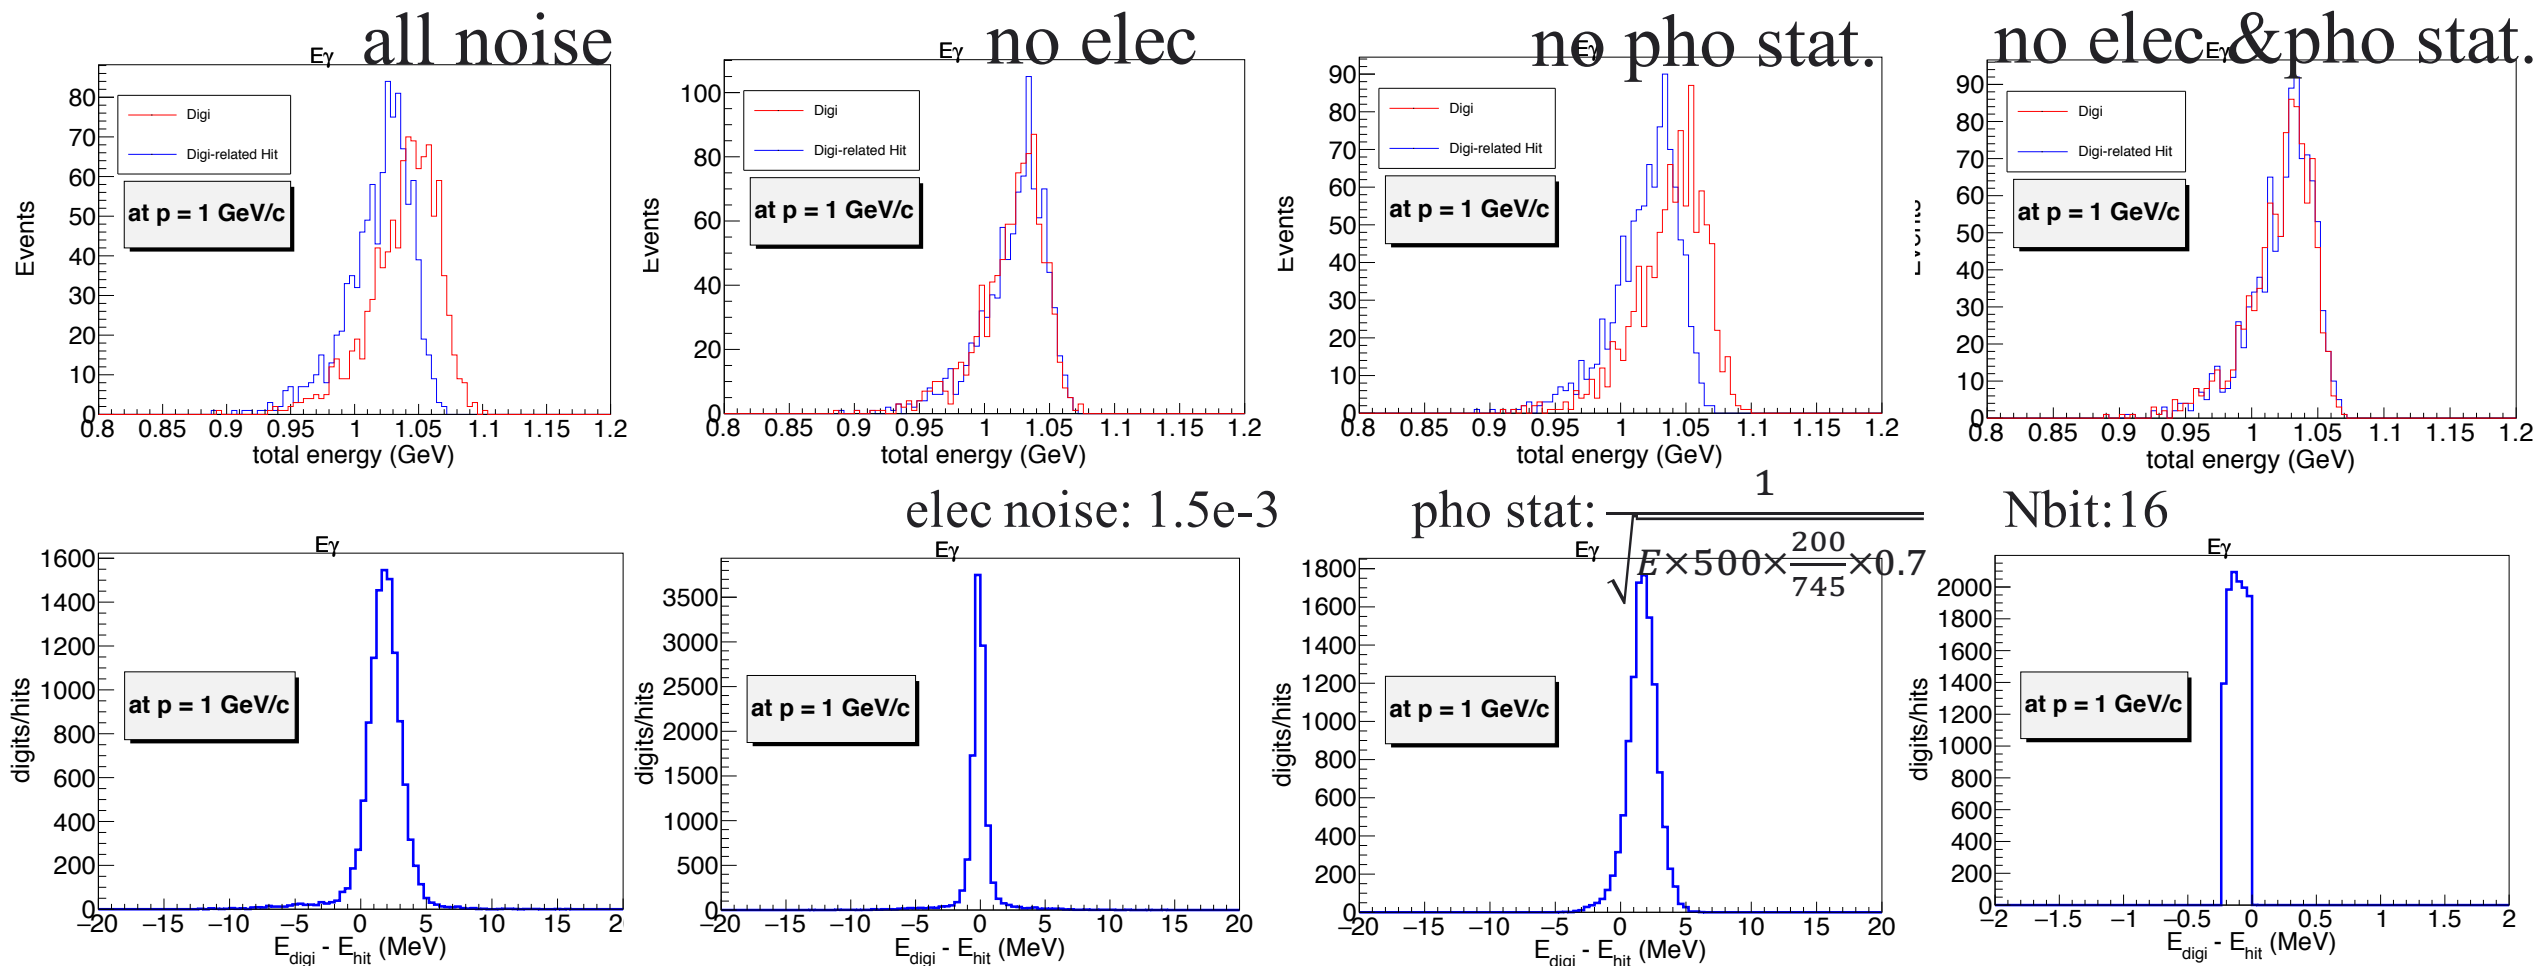 all noise
Eγ
Events
80
70
60
50
40
30
20
10
0
Digi
Digi-related Hit
at p = 1 GeV/c
0.8 0.85 0.9 0.95 1 1.05 1.1 1.15 1.2
total energy (GeV)
no elec
Eγ
Events
100
80
60
40
20
0
Digi
Digi-related Hit
at p = 1 GeV/c
0.8 0.85 0.9 0.95 1 1.05 1.1 1.15 1.2
total energy (GeV)
no pho stat.
Eγ
Events
90
80
70
60
50
40
30
20
10
0
Digi
Digi-related Hit
at p = 1 GeV/c
0.8 0.85 0.9 0.95 1 1.05 1.1 1.15 1.2
total energy (GeV)
no elec &pho stat.
Eγ
Events
90
80
70
60
50
40
30
20
10
0
Digi
Digi-related Hit
at p = 1 GeV/c
0.8 0.85 0.9 0.95 1 1.05 1.1 1.15 1.2
total energy (GeV)
elec noise: 1.5e-3
pho stat: 1/√(E×500×200/745×0.7)
Nbit:16
Eγ
digits/hits
1600
1400
1200
1000
800
600
400
200
0
at p = 1 GeV/c
−20 −15 −10 −5 0 5 10 15 20
E_digi - E_hit (MeV)
Eγ
digits/hits
3500
3000
2500
2000
1500
1000
500
0
at p = 1 GeV/c
−20 −15 −10 −5 0 5 10 15 20
E_digi - E_hit (MeV)
Eγ
digits/hits
1800
1600
1400
1200
1000
800
600
400
200
0
at p = 1 GeV/c
−20 −15 −10 −5 0 5 10 15 20
E_digi - E_hit (MeV)
Eγ
digits/hits
2000
1800
1600
1400
1200
1000
800
600
400
200
0
at p = 1 GeV/c
−2 −1.5 −1 −0.5 0 0.5 1 1.5 2
E_digi - E_hit (MeV)